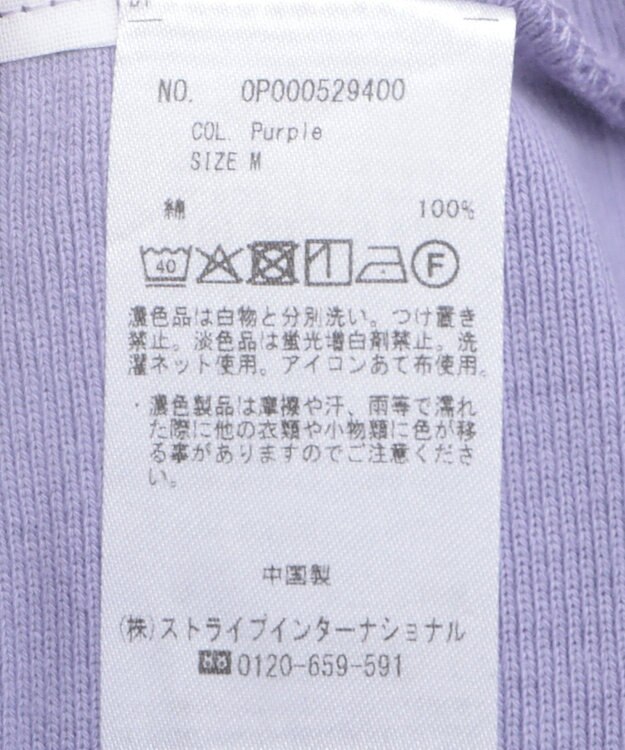 NO. 0P000529400
COL. Purple
SIZE M
綿 100%
40 F
濃色品は白物と分別洗い。つけ置き
禁止。淡色品は蛍光増白剤禁止。洗
濯ネット使用。アイロンあて布使用。
・濃色製品は摩擦や汗、雨等で濡れ
た際に他の衣類や小物類に色が移
る事がありますのでご注意くださ
い。
中国製
(株)ストライプインターナショナル
0120-659-591